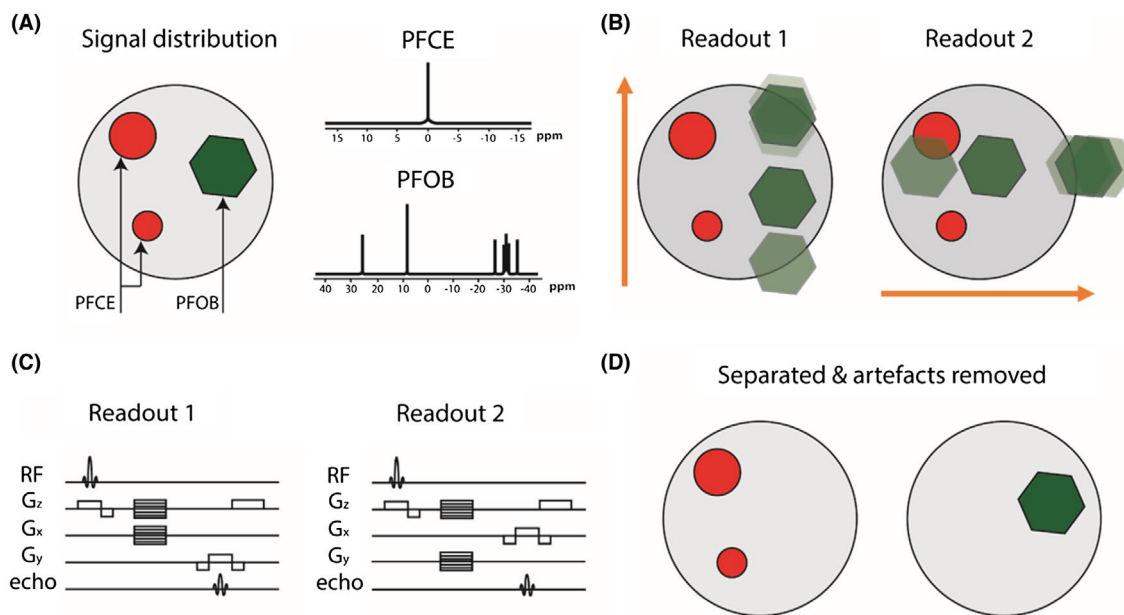 (A)
Signal distribution
PFCE
15 10 5 0 -5 -10 -15 ppm
PFOB
40 30 20 10 0 -10 -20 -30 -40 ppm
PFCE PFOB
(B)
Readout 1 Readout 2
(C)
Readout 1 Readout 2
RF RF
Gz Gz
Gx Gx
Gy Gy
echo echo
(D)
Separated & artefacts removed